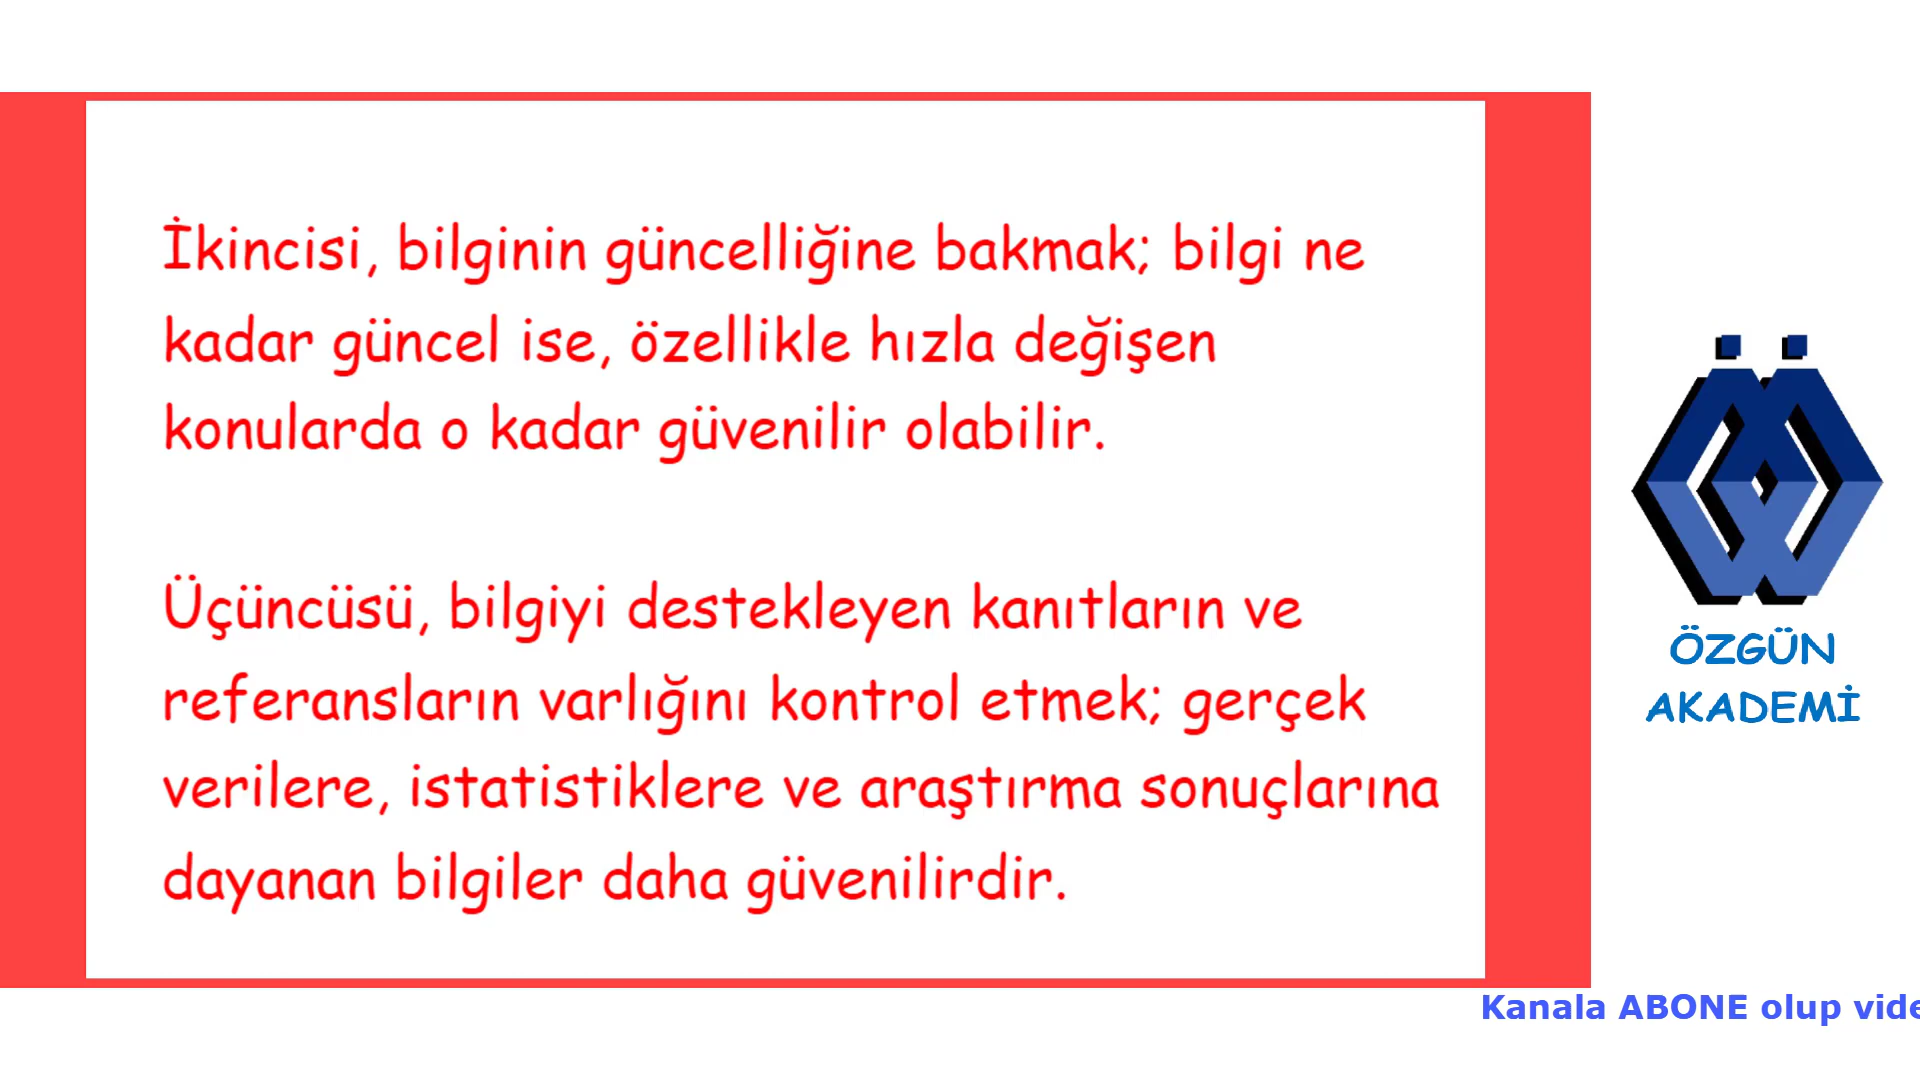 İkincisi, bilginin güncelliğine bakmak; bilgi ne
kadar güncel ise, özellikle hızla değişen
konularda o kadar güvenilir olabilir.
Üçüncüsü, bilgiyi destekleyen kanıtların ve
referansların varlığını kontrol etmek; gerçek
verilere, istatistiklere ve araştırma sonuçlarına
dayanan bilgiler daha güvenilirdir.
ÖZGÜN
AKADEMİ
Kanala ABONE olup vide